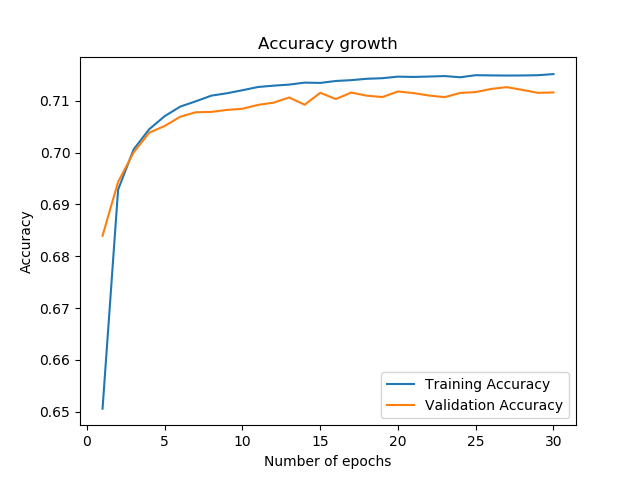 Accuracy growth
Accuracy
0.71
0.70
0.69
0.68
0.67
0.66
0.65
Training Accuracy
Validation Accuracy
0 5 10 15 20 25 30
Number of epochs